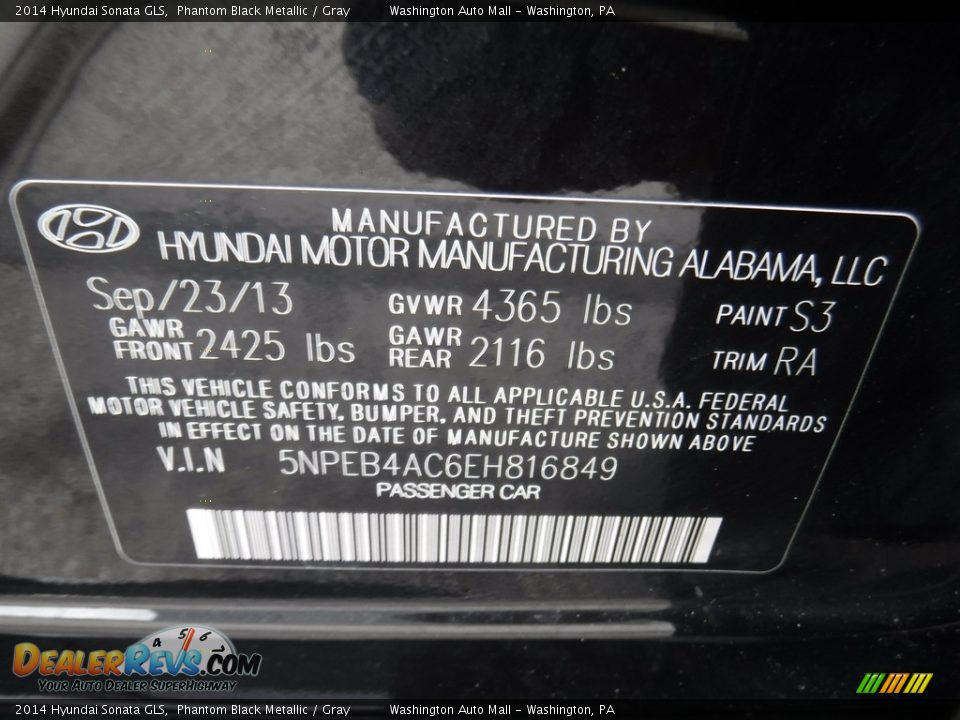 2014 Hyundai Sonata GLS, Phantom Black Metallic / Gray Washington Auto Mall - Washington, PA
MANUFACTURED BY
HYUNDAI MOTOR MANUFACTURING ALABAMA, LLC
Sep/23/13 GVWR 4365 lbs PAINT S3
GAWR FRONT 2425 lbs GAWR REAR 2116 lbs TRIM RA
THIS VEHICLE CONFORMS TO ALL APPLICABLE U.S.A. FEDERAL
MOTOR VEHICLE SAFETY, BUMPER, AND THEFT PREVENTION STANDARDS
IN EFFECT ON THE DATE OF MANUFACTURE SHOWN ABOVE
V.I.N 5NPEB4AC6EH816849
PASSENGER CAR
4 5 6
DEALERREVS.COM
YOUR AUTO DEALER SUPERHIGHWAY
2014 Hyundai Sonata GLS, Phantom Black Metallic / Gray Washington Auto Mall - Washington, PA